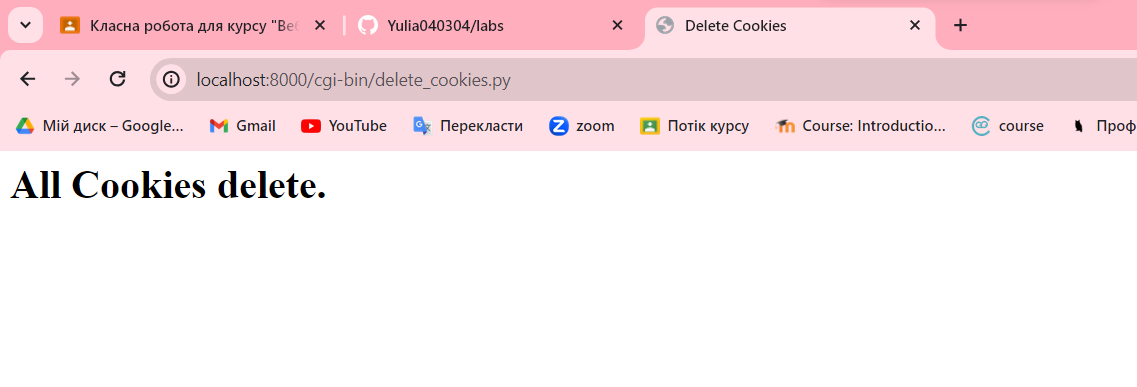 Класна робота для курсу "Веб
Yulia040304/labs
Delete Cookies
localhost:8000/cgi-bin/delete_cookies.py
Мій диск – Google... Gmail YouTube Перекласти zoom Потік курсу Course: Introductio... course Проф
All Cookies delete.